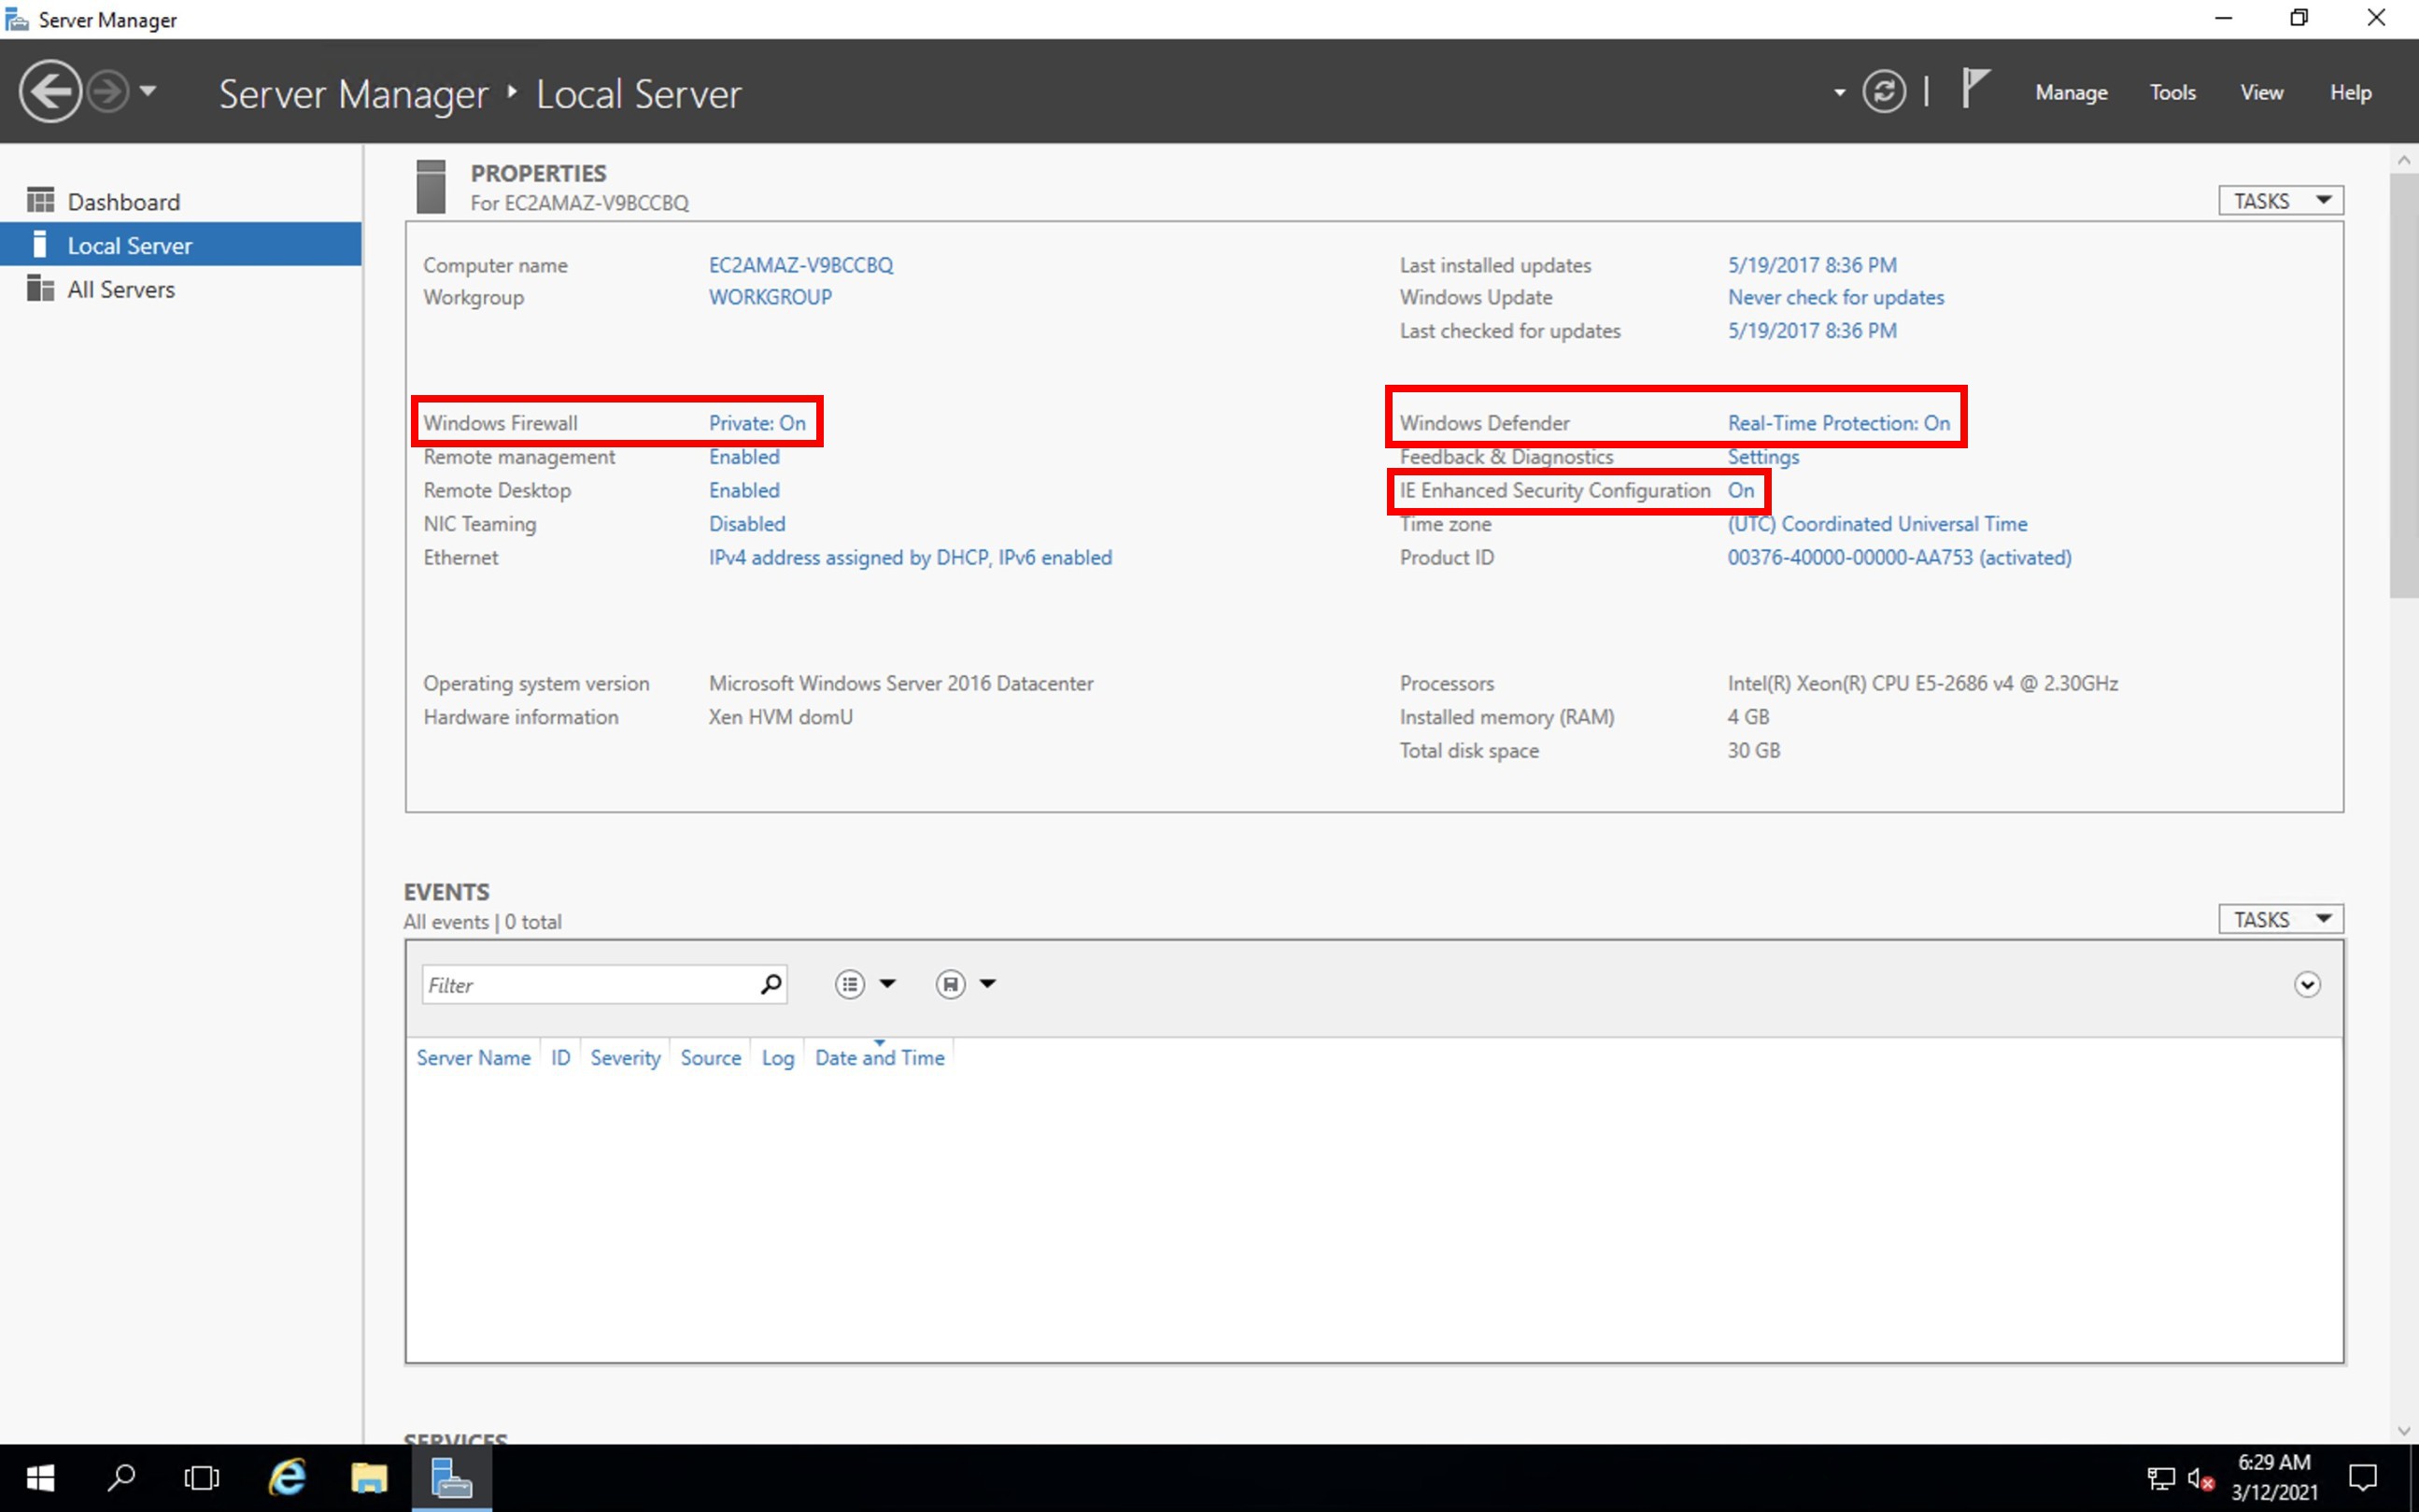 Server Manager
Server Manager ‣ Local Server
Manage Tools View Help
Dashboard
Local Server
All Servers
PROPERTIES
For EC2AMAZ-V9BCCBQ
TASKS
Computer name EC2AMAZ-V9BCCBQ
Workgroup WORKGROUP
Last installed updates 5/19/2017 8:36 PM
Windows Update Never check for updates
Last checked for updates 5/19/2017 8:36 PM
Windows Firewall Private: On
Remote management Enabled
Remote Desktop Enabled
NIC Teaming Disabled
Ethernet IPv4 address assigned by DHCP, IPv6 enabled
Windows Defender Real-Time Protection: On
Feedback & Diagnostics Settings
IE Enhanced Security Configuration On
Time zone (UTC) Coordinated Universal Time
Product ID 00376-40000-00000-AA753 (activated)
Operating system version Microsoft Windows Server 2016 Datacenter
Hardware information Xen HVM domU
Processors Intel(R) Xeon(R) CPU E5-2686 v4 @ 2.30GHz
Installed memory (RAM) 4 GB
Total disk space 30 GB
EVENTS
All events | 0 total
TASKS
Filter
Server Name ID Severity Source Log Date and Time
SERVICES
6:29 AM
3/12/2021